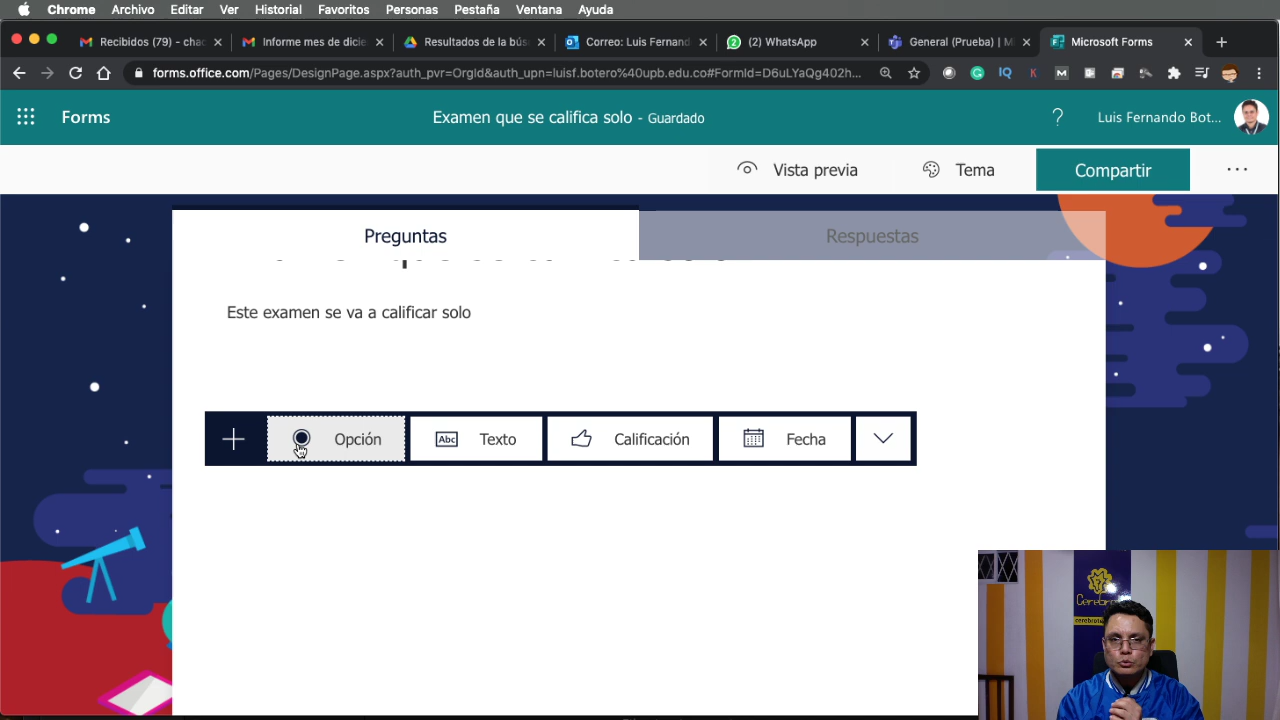 Chrome Archivo Editar Ver Historial Favoritos Personas Pestaña Ventana Ayuda
Recibidos (79) - cha
Informe mes de dicie
Resultados de la bús
Correo: Luis Fernand
(2) WhatsApp
General (Prueba) | M
Microsoft Forms
forms.office.com/Pages/DesignPage.aspx?auth_pvr=OrgId&auth_upn=luisf.botero%40upb.edu.co#FormId=D6uLYaQg402h...
Forms
Examen que se califica solo - Guardado
?
Luis Fernando Bot...
Vista previa
Tema
Compartir
Preguntas
Respuestas
Este examen se va a calificar solo
Opción
Abc
Texto
Calificación
Fecha